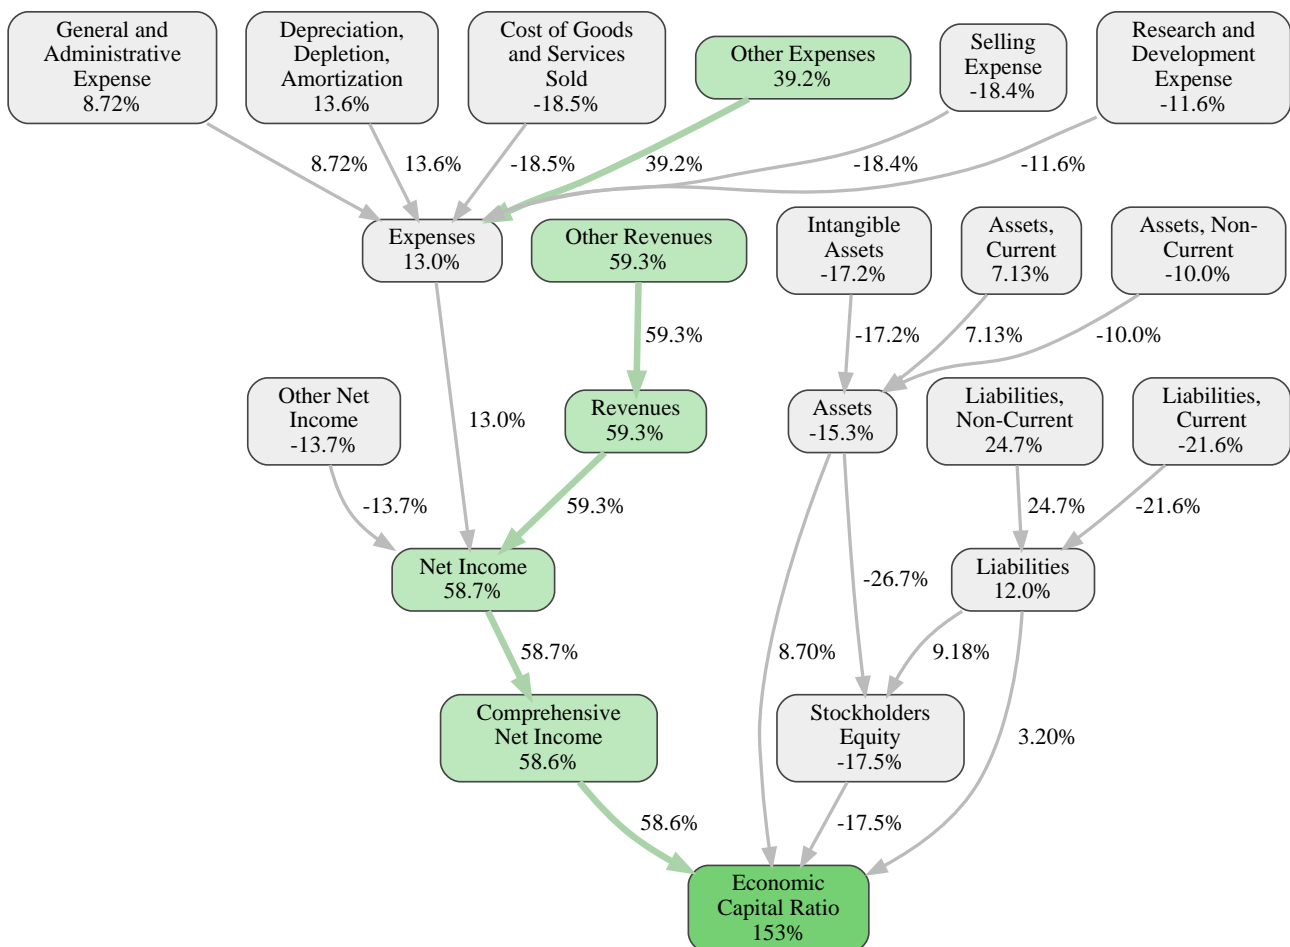 General and
Administrative
Expense
8.72%
Depreciation,
Depletion,
Amortization
13.6%
Cost of Goods
and Services
Sold
-18.5%
Other Expenses
39.2%
Selling
Expense
-18.4%
Research and
Development
Expense
-11.6%
8.72%
13.6%
-18.5%
39.2%
-18.4%
-11.6%
Expenses
13.0%
Other Revenues
59.3%
Intangible
Assets
-17.2%
Assets,
Current
7.13%
Assets, Non-
Current
-10.0%
59.3%
-17.2%
7.13%
-10.0%
Other Net
Income
-13.7%
13.0%
Revenues
59.3%
Assets
-15.3%
Liabilities,
Non-Current
24.7%
Liabilities,
Current
-21.6%
-13.7%
59.3%
24.7%
-21.6%
Net Income
58.7%
-26.7%
Liabilities
12.0%
58.7%
8.70%
9.18%
Comprehensive
Net Income
58.6%
Stockholders
Equity
-17.5%
3.20%
58.6%
-17.5%
Economic
Capital Ratio
153%